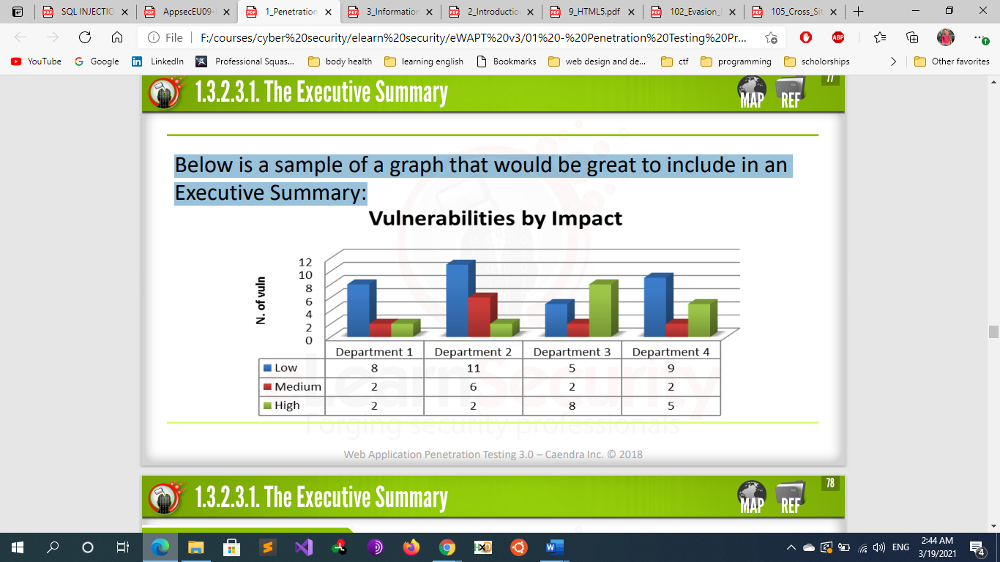 SQL INJECTIO
AppsecEU09-
1_Penetration
3_Information
2_Introductio
9_HTML5.pdf
102_Evasion_
105_Cross_Sit
File
F:/courses/cyber%20security/elearn%20security/eWAPT%20v3/01%20-%20Penetration%20Testing%20Pr...
ABP
YouTube
Google
LinkedIn
Professional Squas...
body health
learning english
Bookmarks
web design and de...
ctf
programming
scholorships
Other favorites
1.3.2.3.1. The Executive Summary
MAP
REF
77
Below is a sample of a graph that would be great to include in an
Executive Summary:
Vulnerabilities by Impact
N. of vuln
12
10
8
6
4
2
0
Department 1 Department 2 Department 3 Department 4
Low 8 11 5 9
Medium 2 6 2 2
High 2 2 8 5
LearnSecurity
Forging security professionals
Web Application Penetration Testing 3.0 – Caendra Inc. © 2018
1.3.2.3.1. The Executive Summary
MAP
REF
78
ENG
2:44 AM
3/19/2021
4